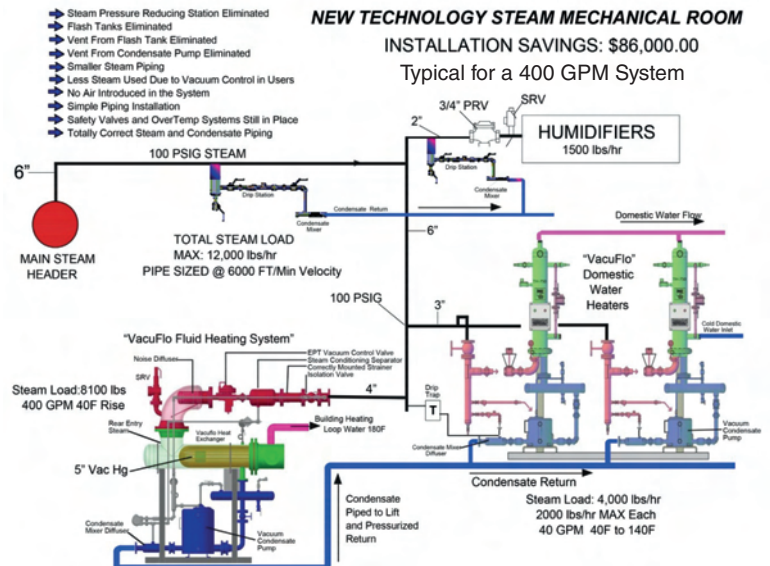 Steam Pressure Reducing Station Eliminated
Flash Tanks Eliminated
Vent From Flash Tank Eliminated
Vent From Condensate Pump Eliminated
Smaller Steam Piping
Less Steam Used Due to Vacuum Control in Users
No Air Introduced in the System
Simple Piping Installation
Safety Valves and OverTemp Systems Still in Place
Totally Correct Steam and Condensate Piping
NEW TECHNOLOGY STEAM MECHANICAL ROOM
INSTALLATION SAVINGS: $86,000.00
Typical for a 400 GPM System
3/4" PRV
SRV
2"
HUMIDIFIERS
1500 lbs/hr
6"
100 PSIG STEAM
Drip Station
Condensate
Mixer
Condensate Return
Drip Station
Condensate
Mixer
MAIN STEAM
HEADER
TOTAL STEAM LOAD
MAX: 12,000 lbs/hr
PIPE SIZED @ 6000 FT/Min Velocity
6"
Domestic Water Flow
"VacuFlo"
Domestic
Water
Heaters
Cold Domestic
Water Inlet
100 PSIG
3"
"VacuFlo Fluid Heating System"
Noise Diffuser
EPT Vacuum Control Valve
Steam Conditioning Separator
Correctly Mounted Strainer
Isolation Valve
SRV
Steam Load:8100 lbs
400 GPM 40F Rise
4"
Drip
Trap
T
Rear Entry
Steam
Vacuflo Heat
Exchanger
Building Heating
Loop Water 180F
5" Vac Hg
Condensate Mixer
Diffuser
Vacuum
Condensate
Pump
Condensate Return
Condensate
Piped to Lift
and Pressurized
Return
Steam Load: 4,000 lbs/hr
2000 lbs/hr MAX Each
40 GPM 40F to 140F
Condensate
Mixer Diffuser
Vacuum
Condensate
Pump